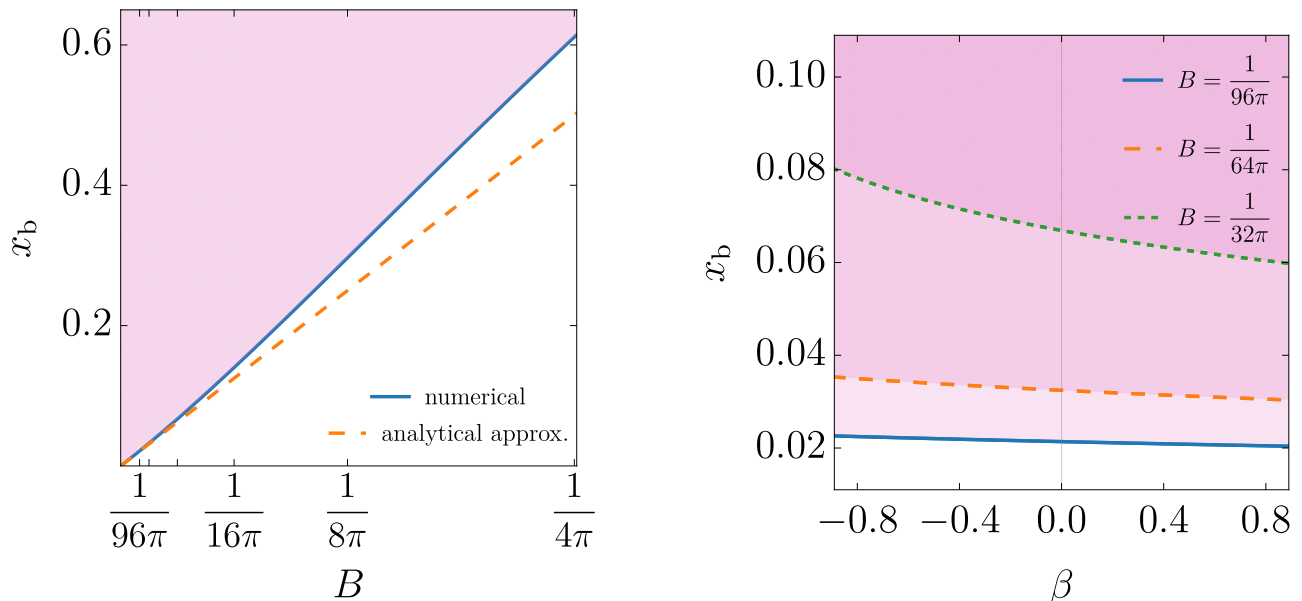 0.6
0.4
0.2
x_b
numerical
analytical approx.
1/96π 1/16π 1/8π 1/4π
B
0.10
0.08
0.06
0.04
0.02
x_b
B = 1/96π
B = 1/64π
B = 1/32π
−0.8 −0.4 0.0 0.4 0.8
β